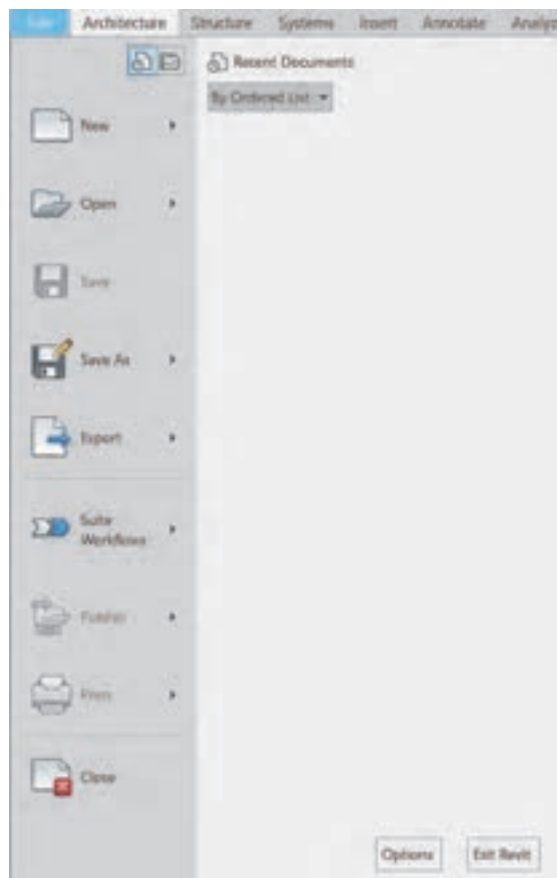 File Architecture Structure Systems Insert Annotate
Recent Documents
By Ordered List
New
Open
Save
Save As
Export
Suite
Workflows
Publish
Print
Close
Options Exit Revit